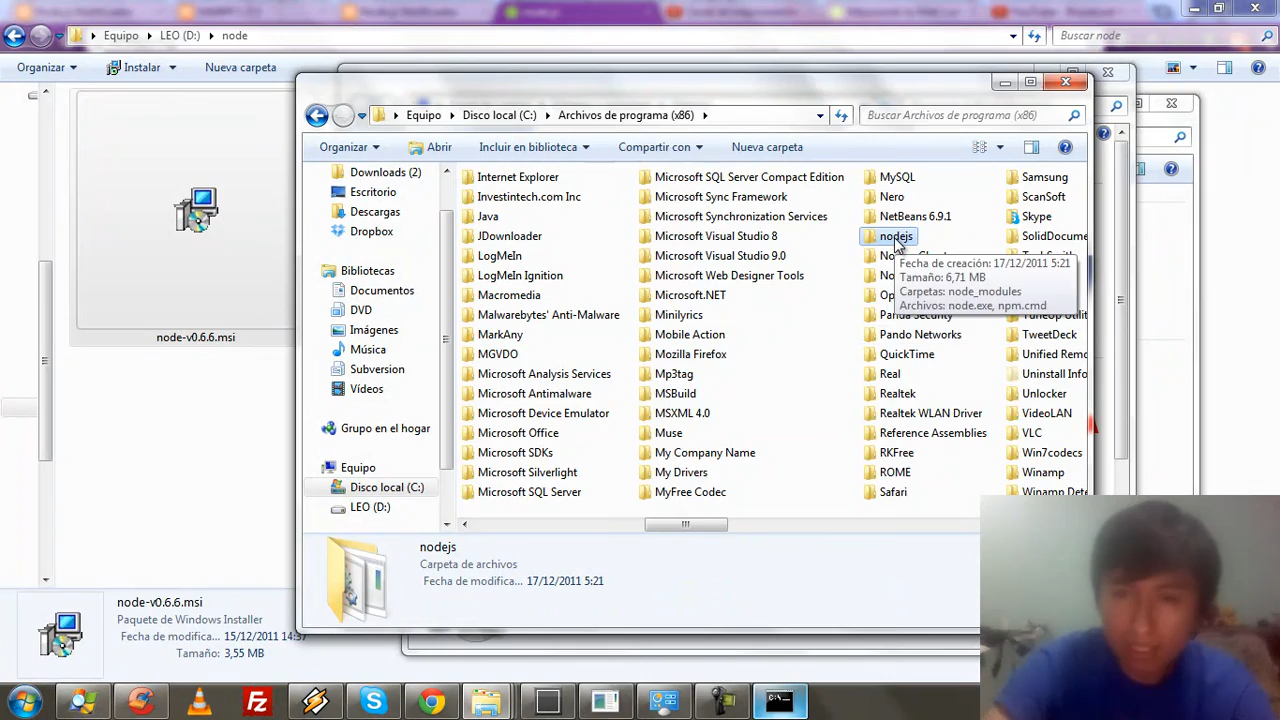 Equipo LEO (D:) node
Buscar node
Organizar Instalar Nueva carpeta
node-v0.6.6.msi
node-v0.6.6.msi
Paquete de Windows Installer
Fecha de modifica... 15/12/2011 14:37
Tamaño: 3,55 MB
Equipo Disco local (C:) Archivos de programa (x86)
Buscar Archivos de programa (x86)
Organizar Abrir Incluir en biblioteca Compartir con Nueva carpeta
Downloads (2)
Escritorio
Descargas
Dropbox
Bibliotecas
Documentos
DVD
Imágenes
Música
Subversion
Vídeos
Grupo en el hogar
Equipo
Disco local (C:)
LEO (D:)
Internet Explorer
Investintech.com Inc
Java
JDownloader
LogMeIn
LogMeIn Ignition
Macromedia
Malwarebytes' Anti-Malware
MarkAny
MGVDO
Microsoft Analysis Services
Microsoft Antimalware
Microsoft Device Emulator
Microsoft Office
Microsoft SDKs
Microsoft Silverlight
Microsoft SQL Server
Microsoft SQL Server Compact Edition
Microsoft Sync Framework
Microsoft Synchronization Services
Microsoft Visual Studio 8
Microsoft Visual Studio 9.0
Microsoft Web Designer Tools
Microsoft.NET
Minilyrics
Mobile Action
Mozilla Firefox
Mp3tag
MSBuild
MSXML 4.0
Muse
My Company Name
My Drivers
MyFree Codec
MySQL
Nero
NetBeans 6.9.1
nodejs
Fecha de creación: 17/12/2011 5:21
Tamaño: 6,71 MB
Carpetas: node_modules
Archivos: node.exe, npm.cmd
Panda Security
Pando Networks
QuickTime
Real
Realtek
Realtek WLAN Driver
Reference Assemblies
RKFree
ROME
Safari
Samsung
ScanSoft
Skype
SolidDocume
TuneUp Utili
TweetDeck
Unified Remo
Uninstall Info
Unlocker
VideoLAN
VLC
Win7codecs
Winamp
Winamp Dete
nodejs
Carpeta de archivos
Fecha de modifica... 17/12/2011 5:21